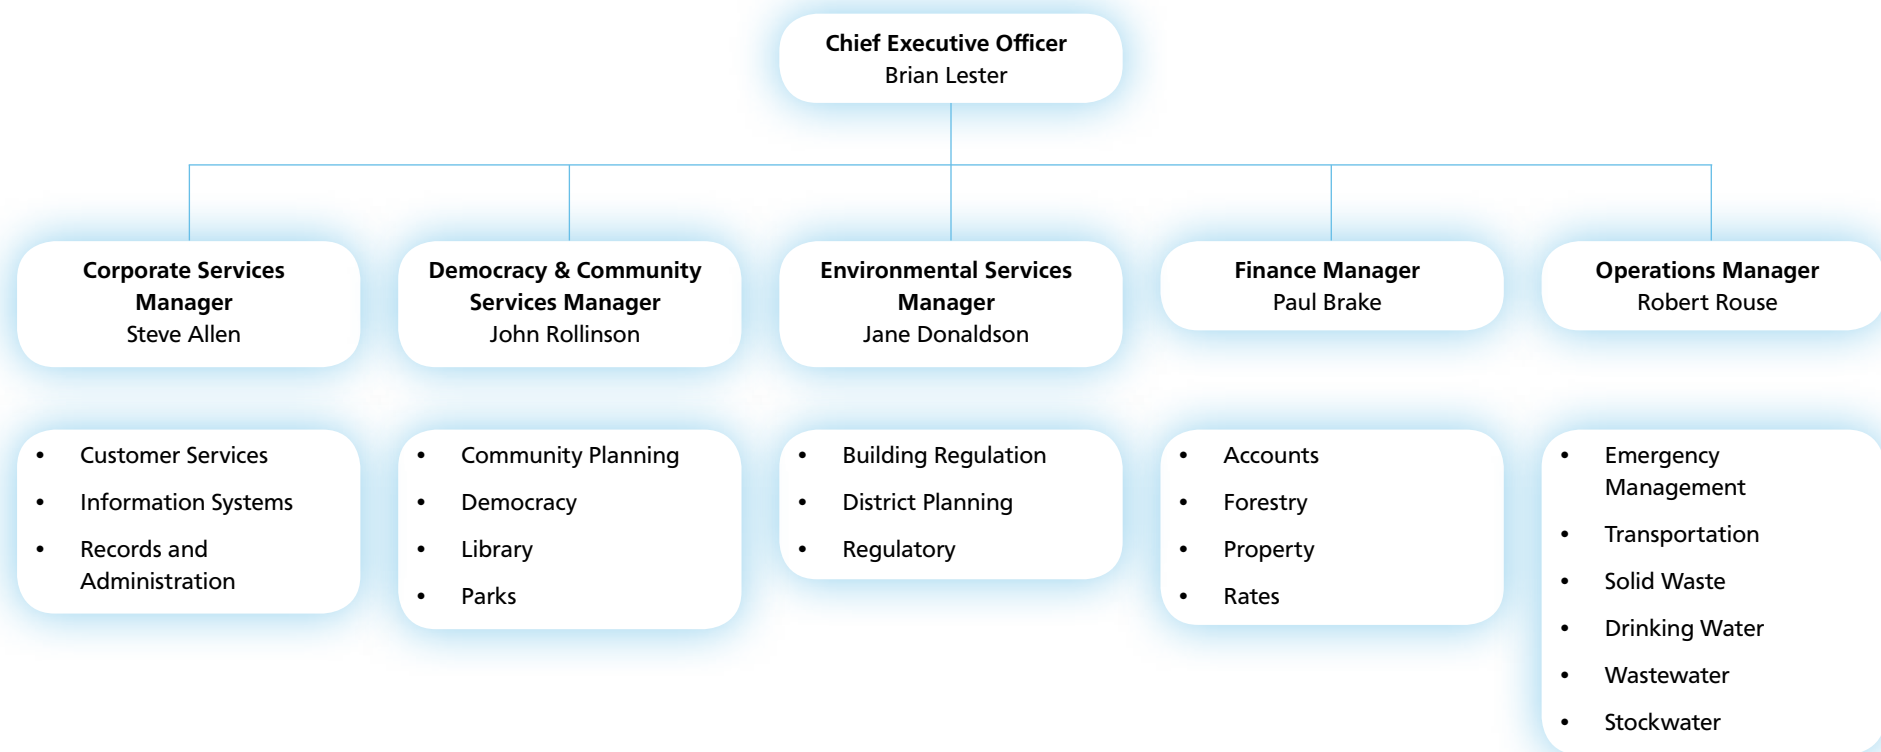 Chief Executive Officer
Brian Lester
Corporate Services
Manager
Steve Allen
Democracy & Community
Services Manager
John Rollinson
Environmental Services
Manager
Jane Donaldson
Finance Manager
Paul Brake
Operations Manager
Robert Rouse
• Customer Services
• Information Systems
• Records and
Administration
• Community Planning
• Democracy
• Library
• Parks
• Building Regulation
• District Planning
• Regulatory
• Accounts
• Forestry
• Property
• Rates
• Emergency
Management
• Transportation
• Solid Waste
• Drinking Water
• Wastewater
• Stockwater